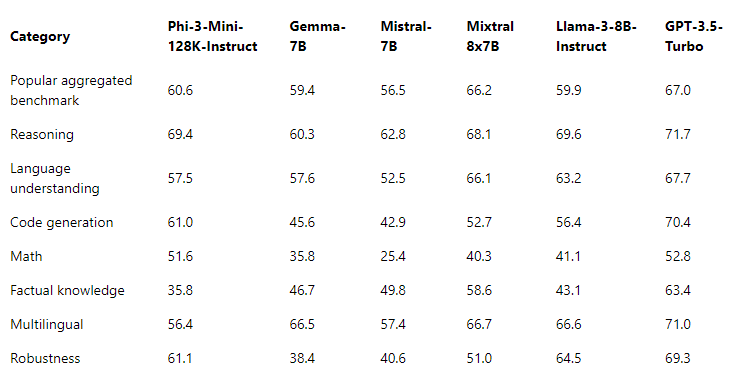 Category Phi-3-Mini-128K-Instruct Gemma-7B Mistral-7B Mixtral 8x7B Llama-3-8B-Instruct GPT-3.5-Turbo
Popular aggregated benchmark 60.6 59.4 56.5 66.2 59.9 67.0
Reasoning 69.4 60.3 62.8 68.1 69.6 71.7
Language understanding 57.5 57.6 52.5 66.1 63.2 67.7
Code generation 61.0 45.6 42.9 52.7 56.4 70.4
Math 51.6 35.8 25.4 40.3 41.1 52.8
Factual knowledge 35.8 46.7 49.8 58.6 43.1 63.4
Multilingual 56.4 66.5 57.4 66.7 66.6 71.0
Robustness 61.1 38.4 40.6 51.0 64.5 69.3